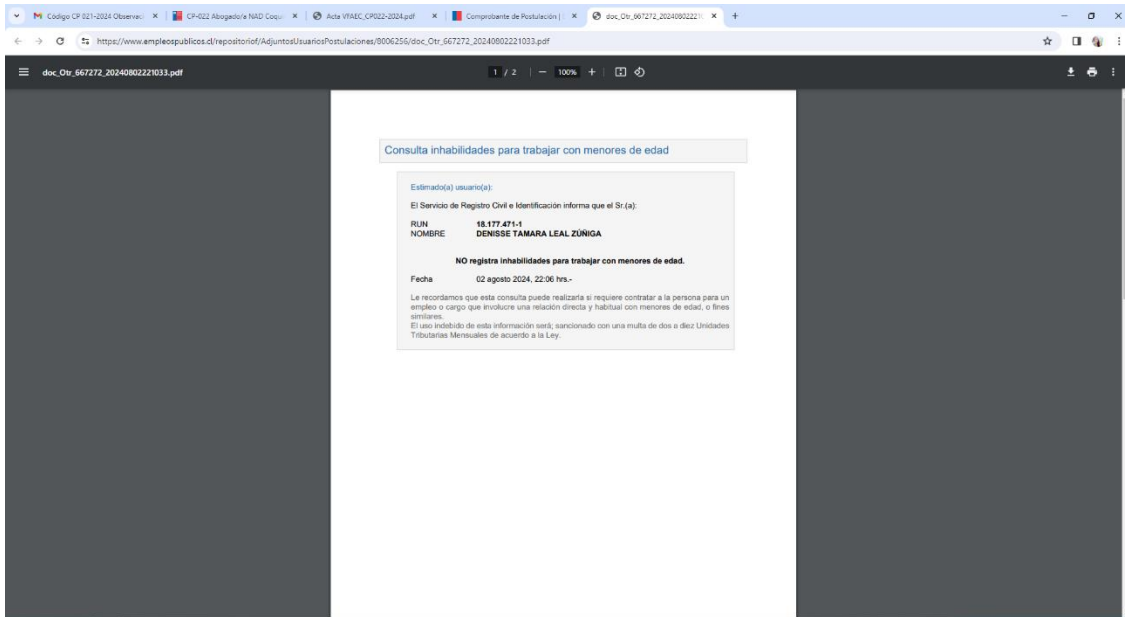 Código CP 021-2024 Observaci
CP-022 Abogado/a NAD Coqui
Acta VFAEC_CP022-2024.pdf
Comprobante de Postulación |
doc_Otr_667272_20240802221
https://www.empleospublicos.cl/repositoriof/AdjuntosUsuariosPostulaciones/8006256/doc_Otr_667272_20240802221033.pdf
doc_Otr_667272_20240802221033.pdf
1 / 2
100%
Consulta inhabilidades para trabajar con menores de edad
Estimado(a) usuario(a):
El Servicio de Registro Civil e Identificación informa que el Sr.(a):
RUN 18.177.471-1
NOMBRE DENISSE TAMARA LEAL ZÚÑIGA
NO registra inhabilidades para trabajar con menores de edad.
Fecha 02 agosto 2024, 22:06 hrs.-
Le recordamos que esta consulta puede realizarla si requiere contratar a la persona para un
empleo o cargo que involucre una relación directa y habitual con menores de edad, o fines
similares.
El uso indebido de esta información será; sancionado con una multa de dos a diez Unidades
Tributarias Mensuales de acuerdo a la Ley.